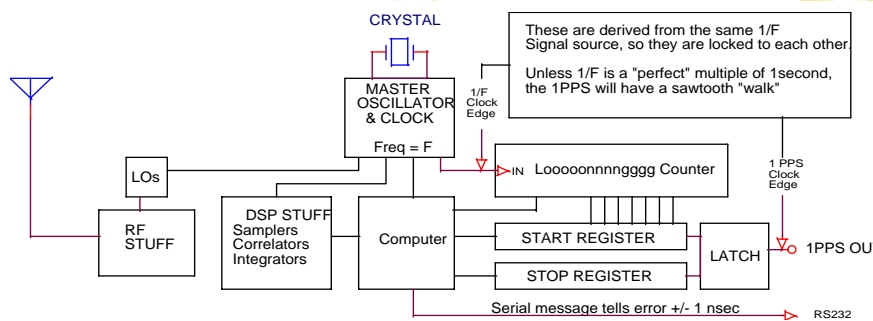 CRYSTAL
These are derived from the same 1/F
Signal source, so they are locked to each other.
Unless 1/F is a "perfect" multiple of 1second,
the 1PPS will have a sawtooth "walk"
MASTER
OSCILLATOR
& CLOCK
Freq = F
1/F
Clock
Edge
LOs
IN
Looooonnnngggg Counter
1 PPS
Clock
Edge
RF
STUFF
DSP STUFF
Samplers
Correlators
Integrators
Computer
START REGISTER
STOP REGISTER
LATCH
1PPS OU
Serial message tells error +/- 1 nsec
RS232